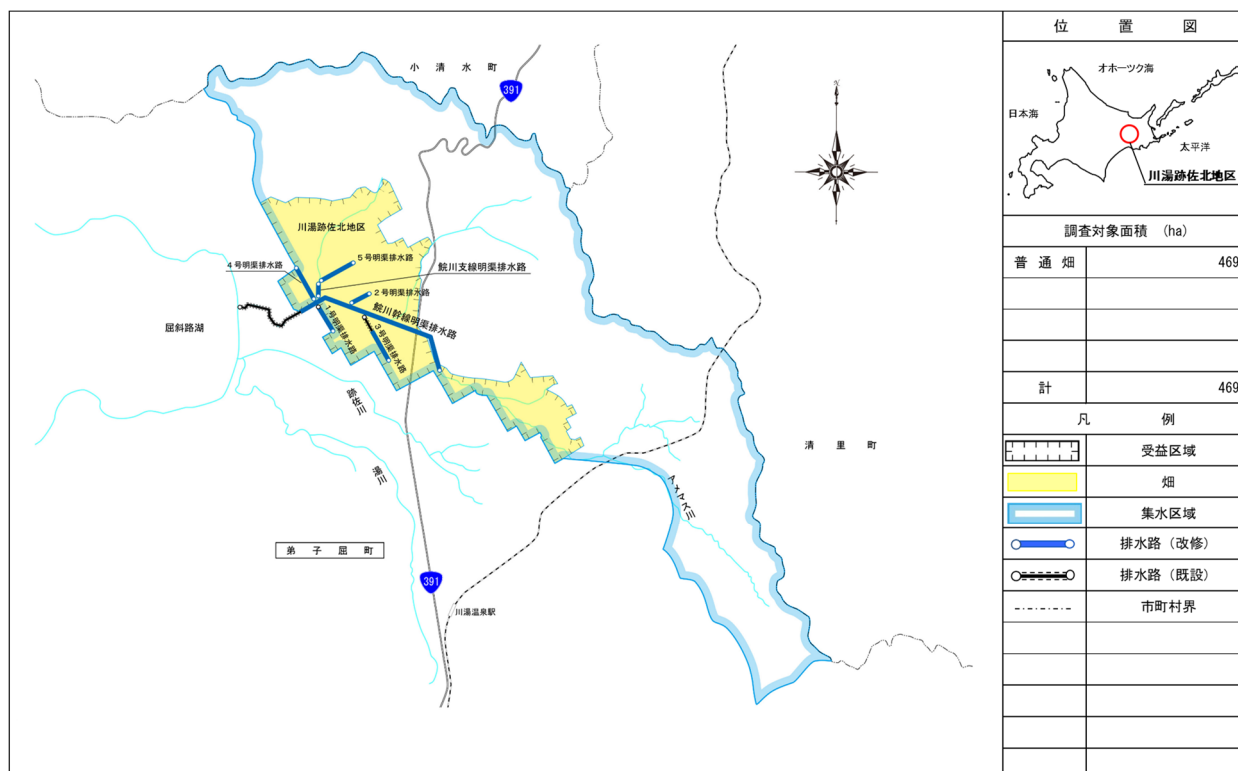 小清水町
391
N
川湯跡佐北地区
4号明渠排水路
5号明渠排水路
鯇川支線明渠排水路
2号明渠排水路
鯇川幹線明渠排水路
1号明渠排水路
3号明渠排水路
屈斜路湖
跡佐川
湯川
清里町
アメマス川
弟子屈町
391
川湯温泉駅
位置図
オホーツク海
日本海
太平洋
川湯跡佐北地区
調査対象面積 (ha)
普通畑 469
計 469
凡例
受益区域
畑
集水区域
排水路(改修)
排水路(既設)
市町村界